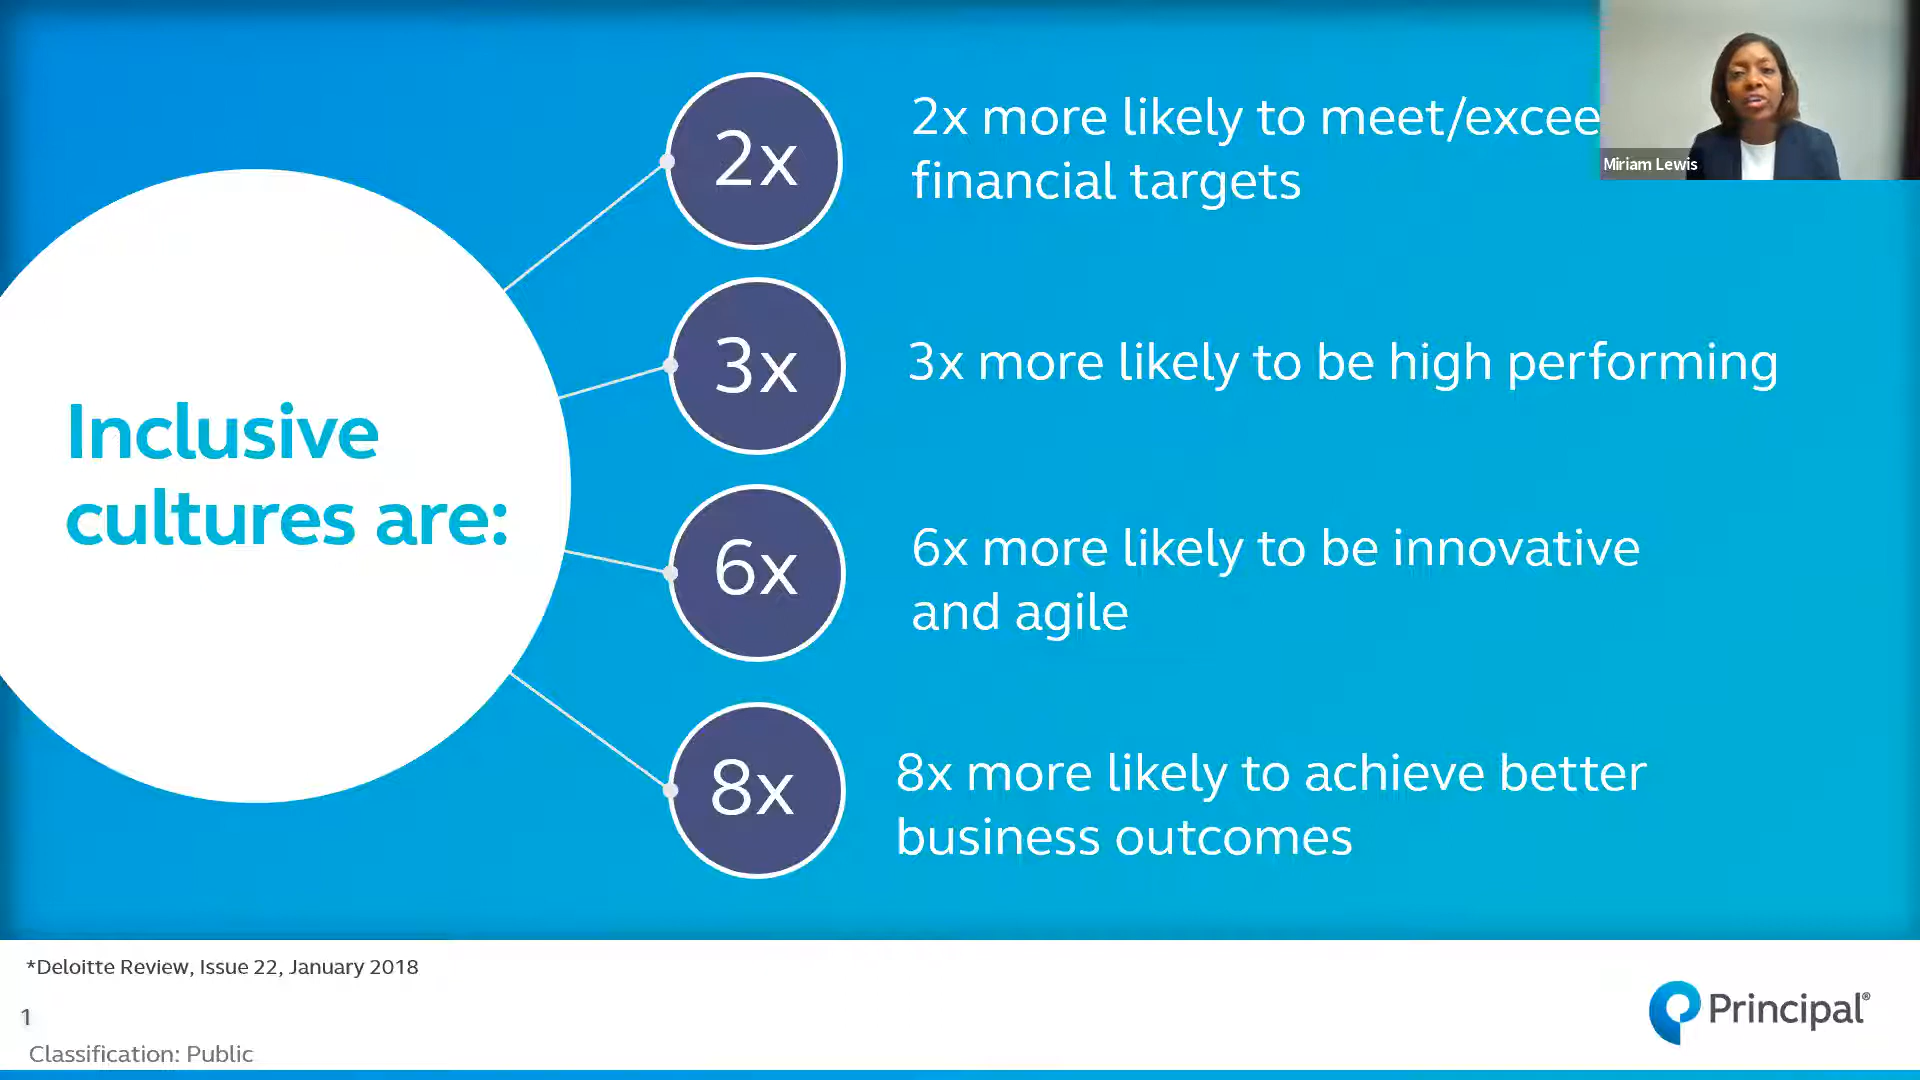 2x
2x more likely to meet/excee
financial targets
Miriam Lewis
3x
3x more likely to be high performing
Inclusive
cultures are:
6x
6x more likely to be innovative
and agile
8x
8x more likely to achieve better
business outcomes
*Deloitte Review, Issue 22, January 2018
1
Classification: Public
Principal®